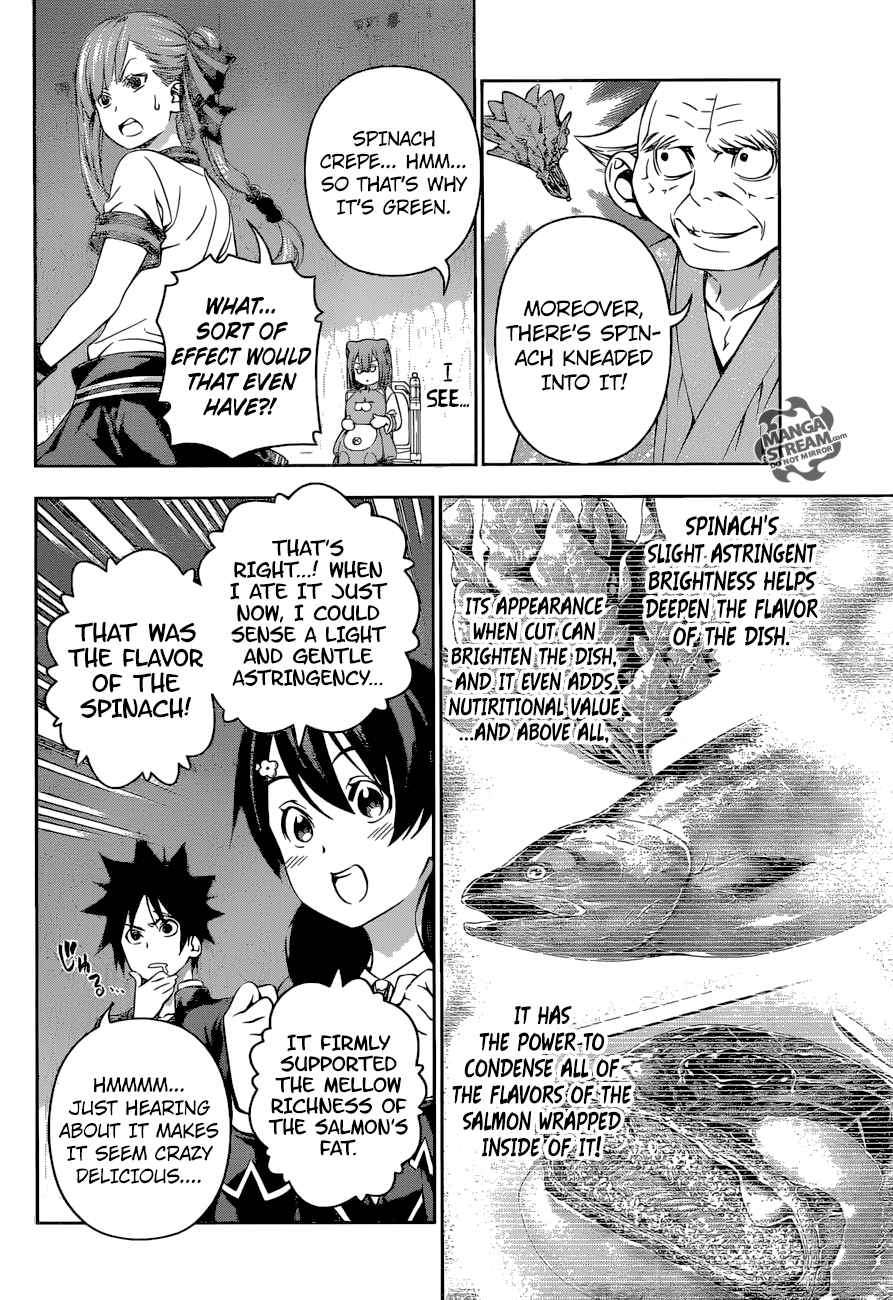 MOREOVER,
THERE'S SPIN-
ACH KNEADED
INTO IT!
MANGA
STREAM.com
DO NOT MIRROR
SPINACH
CREPE... HMM...
SO THAT'S WHY
IT'S GREEN.
I
SEE...
WHAT...
SORT OF
EFFECT WOULD
THAT EVEN
HAVE?!
SPINACH'S
SLIGHT ASTRINGENT
BRIGHTNESS HELPS
DEEPEN THE FLAVOR
OF THE DISH.
ITS APPEARANCE
WHEN CUT CAN
BRIGHTEN THE DISH,
AND IT EVEN ADDS
NUTIRITIONAL VALUE
...AND ABOVE ALL,
IT HAS
THE POWER TO
CONDENSE ALL OF
THE FLAVORS OF THE
SALMON WRAPPED
INSIDE OF IT!
THAT'S
RIGHT...! WHEN
I ATE IT JUST
NOW, I COULD
SENSE A LIGHT
AND GENTLE
ASTRINGENCY...
THAT WAS
THE FLAVOR
OF THE
SPINACH!
IT FIRMLY
SUPPORTED
THE MELLOW
RICHNESS OF
THE SALMON'S
FAT.
じゅる...
HMMMM...
JUST HEARING
ABOUT IT MAKES
IT SEEM CRAZY
DELICIOUS....